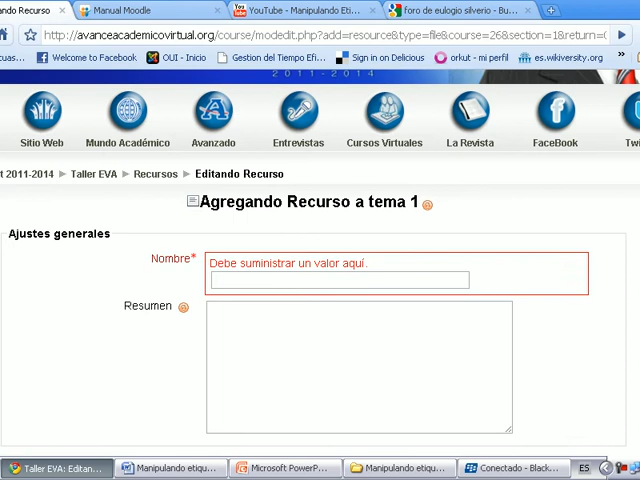 ndo Recurso
Manual Moodle
YouTube - Manipulando Eti...
foro de eulogio silverio - Bu...
http://avanceacademicovirtual.org/course/modedit.php?add=resource&type=file&course=26&section=1&return=0
cuas...
Welcome to Facebook
OUI - Inicio
Gestion del Tiempo Efi...
Sign in on Delicious
orkut - mi perfil
es.wikiversity.org
»
2011-2014
Sitio Web
Mundo Académico
Avanzado
Entrevistas
Cursos Virtuales
La Revista
FaceBook
Twi
t 2011-2014 ► Taller EVA ► Recursos ► Editando Recurso
Agregando Recurso a tema 1
Ajustes generales
Nombre*
Debe suministrar un valor aquí.
Resumen
Taller EVA: Editan...
Manipulando etiqu...
Microsoft PowerP...
Manipulando etiqu...
Conectado - Black...
ES